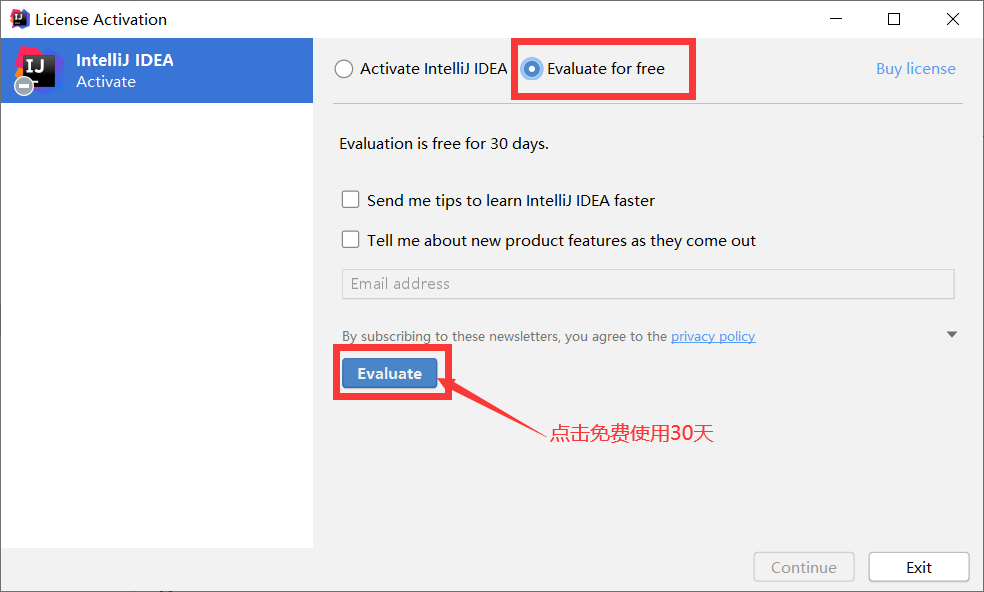 License Activation
IJ
IntelliJ IDEA
Activate
Activate IntelliJ IDEA Evaluate for free Buy license
Evaluation is free for 30 days.
Send me tips to learn IntelliJ IDEA faster
Tell me about new product features as they come out
Email address
By subscribing to these newsletters, you agree to the privacy policy
Evaluate
点击免费使用30天
Continue Exit